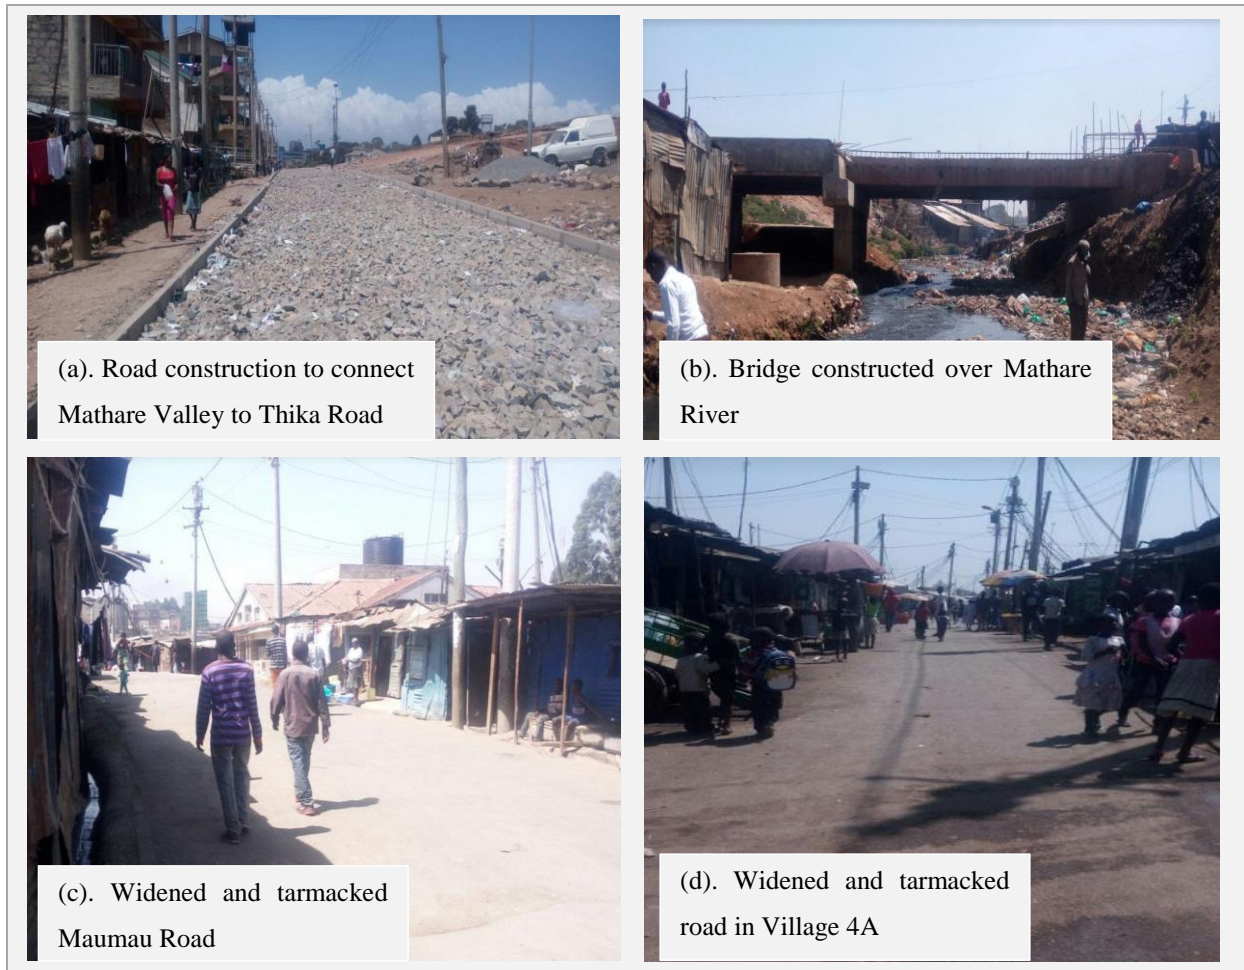 (a). Road construction to connect
Mathare Valley to Thika Road
(b). Bridge constructed over Mathare
River
(c). Widened and tarmacked
Maumau Road
(d). Widened and tarmacked
road in Village 4A